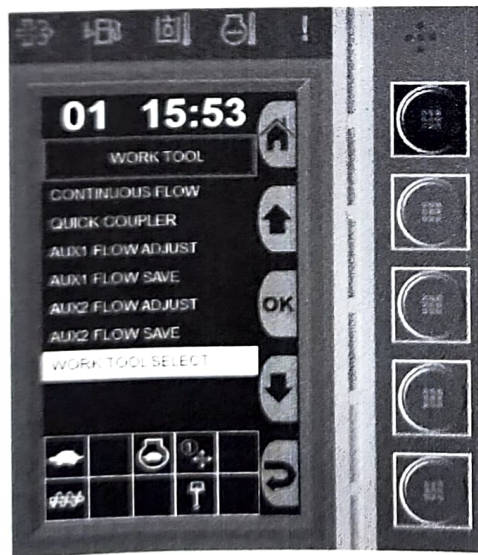 !
01 15:53
WORK TOOL
CONTINUOUS FLOW
QUICK COUPLER
AUX1 FLOW ADJUST
AUX1 FLOW SAVE
AUX2 FLOW ADJUST
OK
AUX2 FLOW SAVE
WORK TOOL SELECT
1